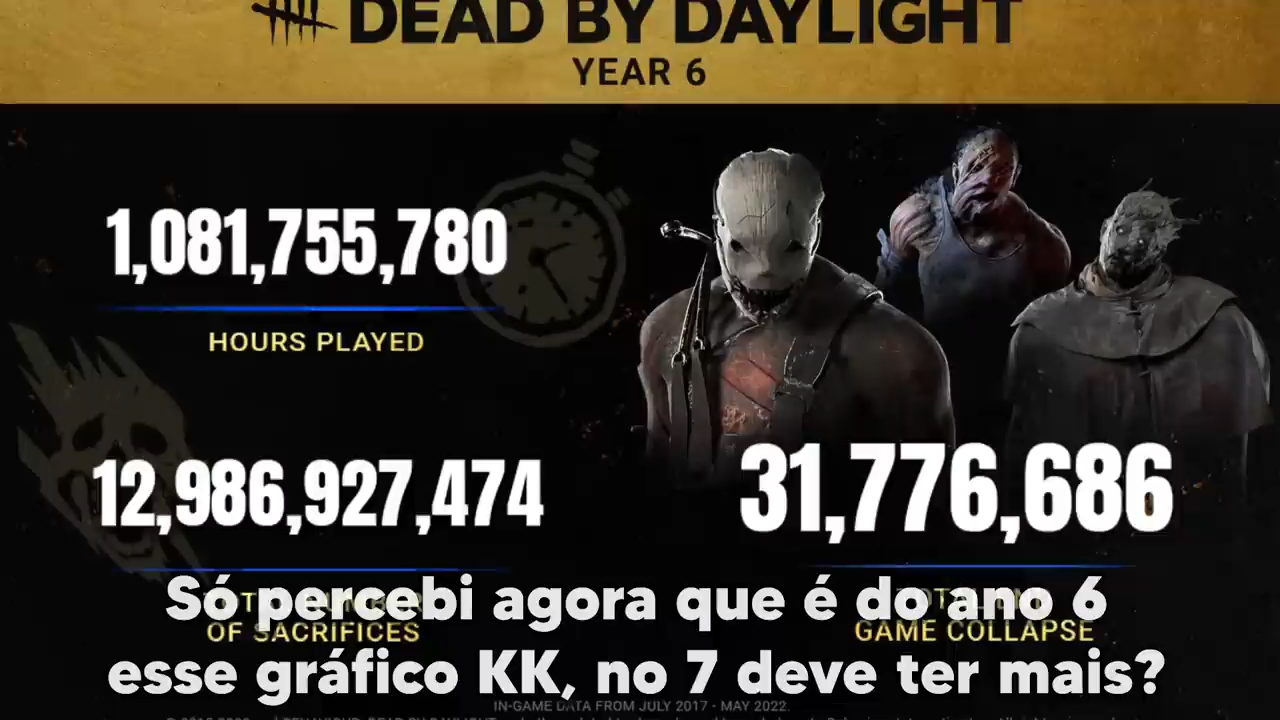 DEAD BY DAYLIGHT
YEAR 6
1,081,755,780
HOURS PLAYED
12,986,927,474
31,776,686
OF SACRIFICES
GAME COLLAPSE
Só percebi agora que é do ano 6
esse gráfico KK, no 7 deve ter mais?
IN-GAME DATA FROM JULY 2017 - MAY 2022.